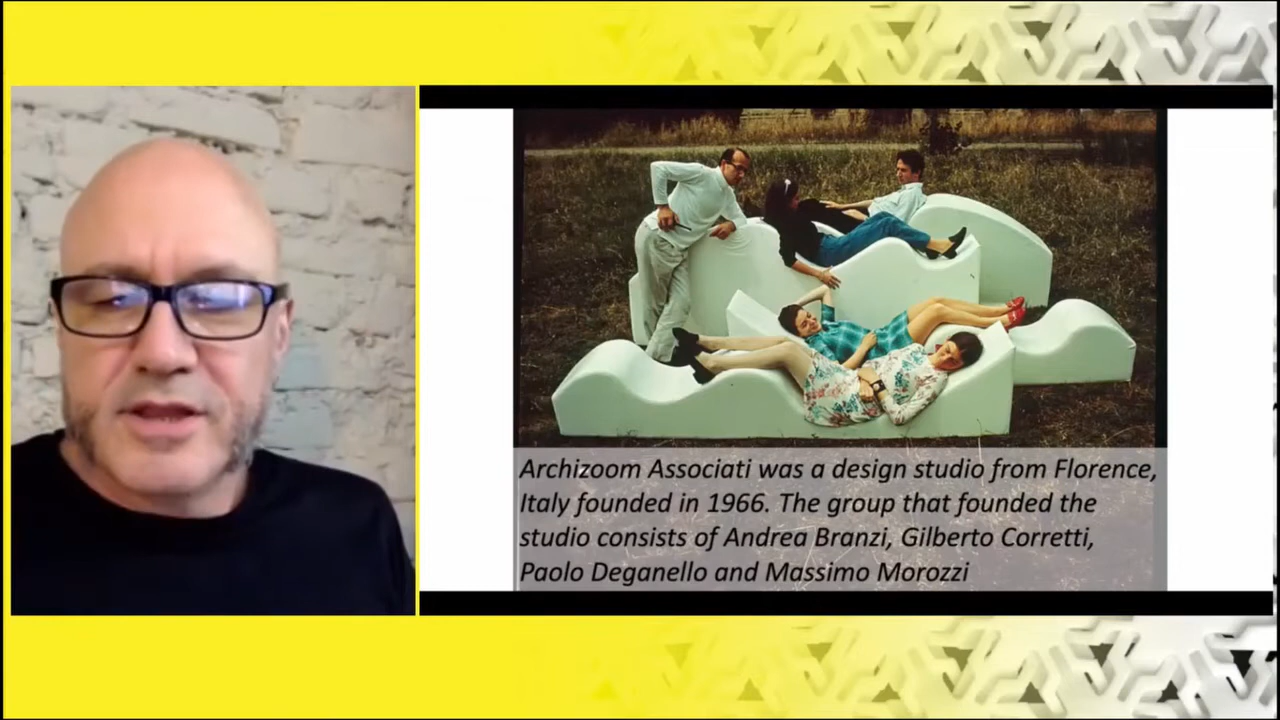 Archizoom Associati was a design studio from Florence,
Italy founded in 1966. The group that founded the
studio consists of Andrea Branzi, Gilberto Corretti,
Paolo Deganello and Massimo Morozzi